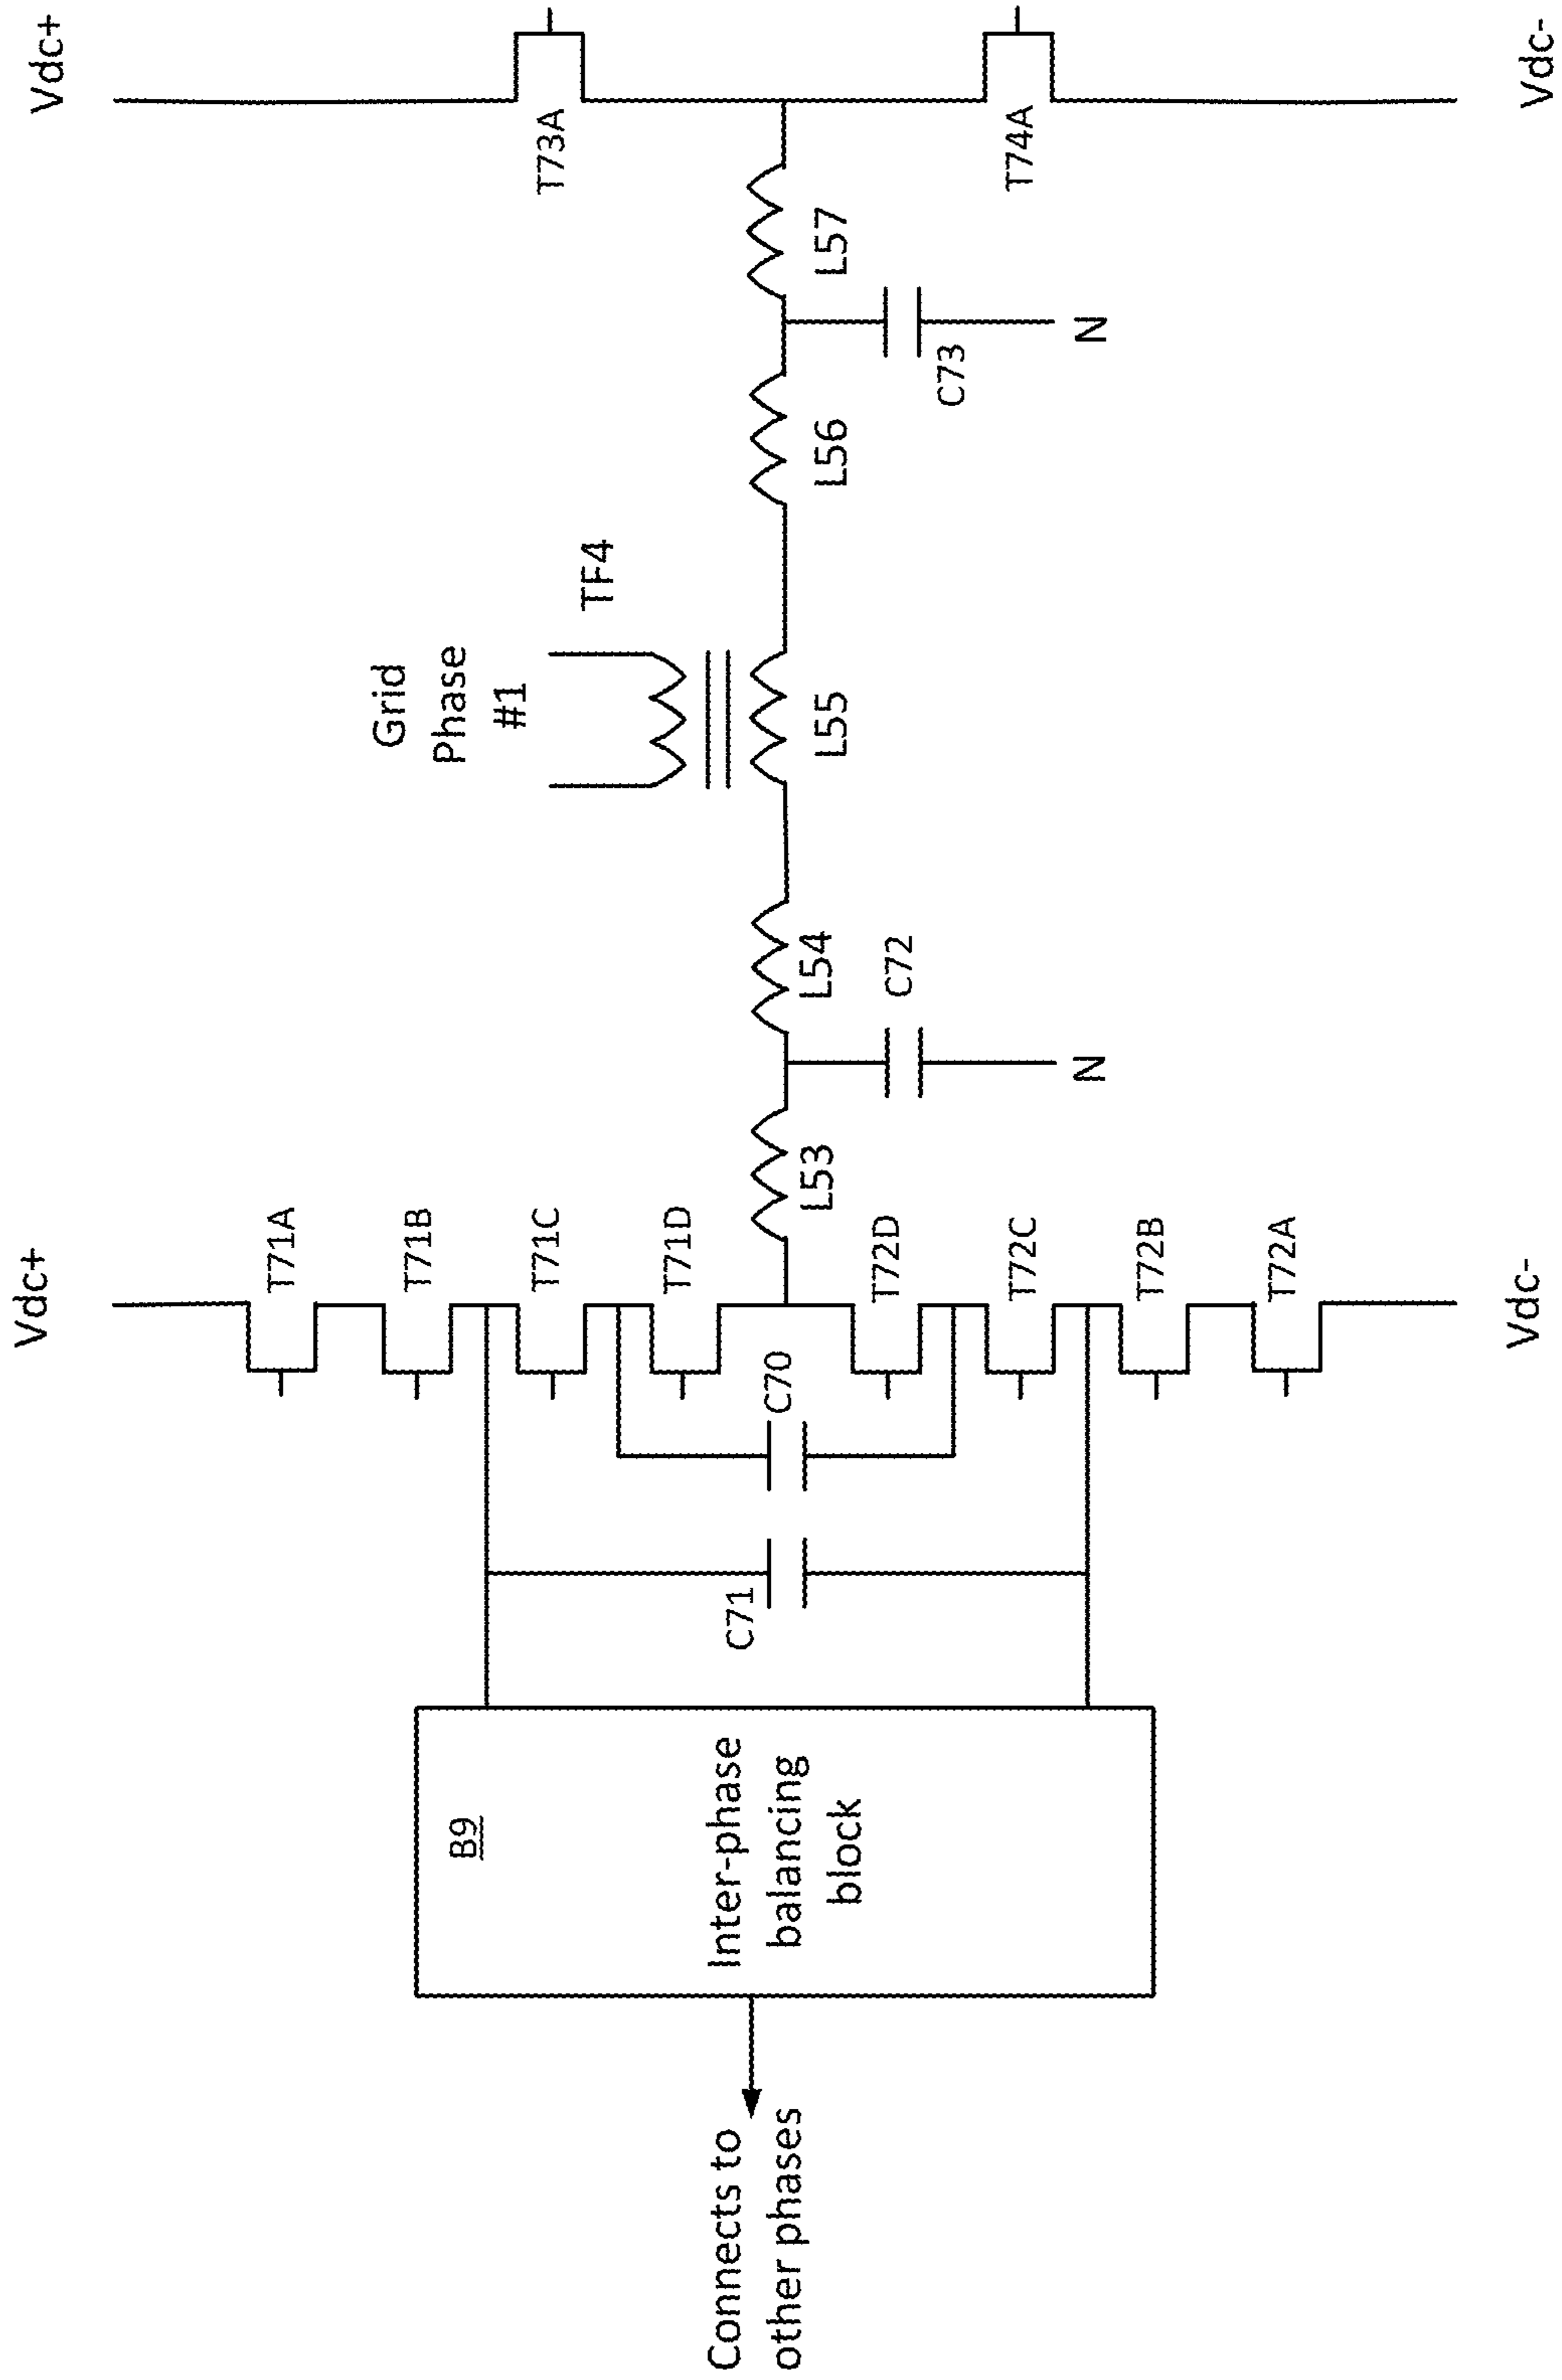 Vdc+
T73A
T74A
Vdc-
L57
C73
N
L56
Grid
Phase
#1
TF4
L55
L54
C72
N
L53
Vdc+
T71A
T71B
T71C
T71D
T72D
T72C
T72B
T72A
Vdc-
C70
C71
B9
Inter-phase
balancing
block
Connects to
other phases